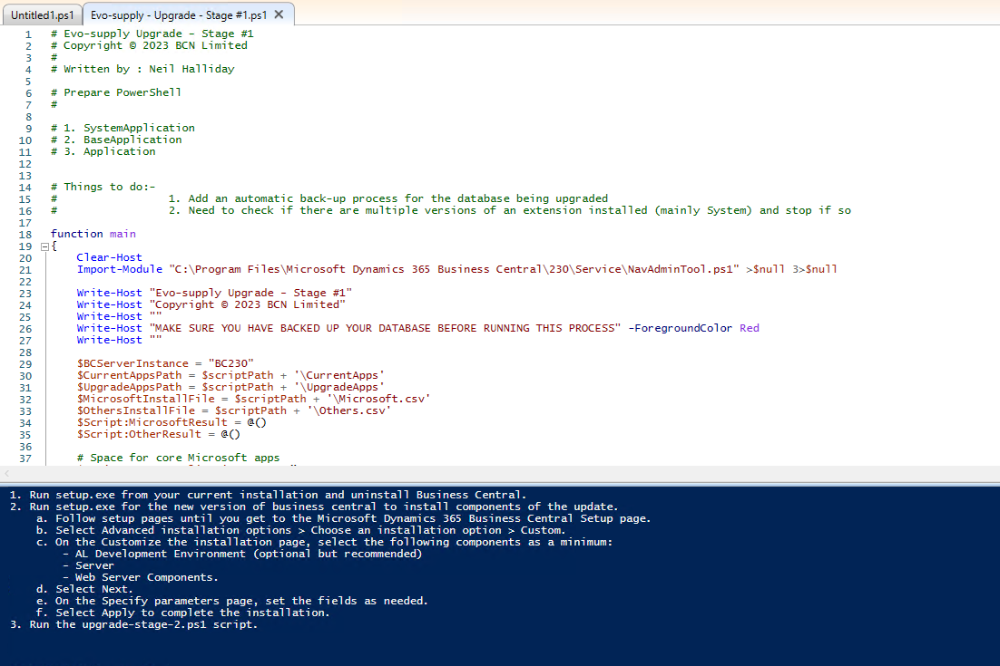 Untitled1.ps1
Evo-supply - Upgrade - Stage #1.ps1 ✕
1 # Evo-supply Upgrade - Stage #1
2 # Copyright © 2023 BCN Limited
3 #
4 # Written by : Neil Halliday
5
6 # Prepare PowerShell
7 #
8
9 # 1. SystemApplication
10 # 2. BaseApplication
11 # 3. Application
12
13
14 # Things to do:-
15 # 1. Add an automatic back-up process for the database being upgraded
16 # 2. Need to check if there are multiple versions of an extension installed (mainly System) and stop if so
17
18 function main
19 {
20 Clear-Host
21 Import-Module "C:\Program Files\Microsoft Dynamics 365 Business Central\230\Service\NavAdminTool.ps1" >$null 3>$null
22
23 Write-Host "Evo-supply Upgrade - Stage #1"
24 Write-Host "Copyright © 2023 BCN Limited"
25 Write-Host ""
26 Write-Host "MAKE SURE YOU HAVE BACKED UP YOUR DATABASE BEFORE RUNNING THIS PROCESS" -ForegroundColor Red
27 Write-Host ""
28
29 $BCServerInstance = "BC230"
30 $CurrentAppsPath = $scriptPath + '\CurrentApps'
31 $UpgradeAppsPath = $scriptPath + '\UpgradeApps'
32 $MicrosoftInstallFile = $scriptPath + '\Microsoft.csv'
33 $OthersInstallFile = $scriptPath + '\Others.csv'
34 $Script:MicrosoftResult = @()
35 $Script:OtherResult = @()
36
37 # Space for core Microsoft apps
1. Run setup.exe from your current installation and uninstall Business Central.
2. Run setup.exe for the new version of business central to install components of the update.
a. Follow setup pages until you get to the Microsoft Dynamics 365 Business Central Setup page.
b. Select Advanced installation options > Choose an installation option > Custom.
c. On the Customize the installation page, select the following components as a minimum:
- AL Development Environment (optional but recommended)
- Server
- Web Server Components.
d. Select Next.
e. On the Specify parameters page, set the fields as needed.
f. Select Apply to complete the installation.
3. Run the upgrade-stage-2.ps1 script.